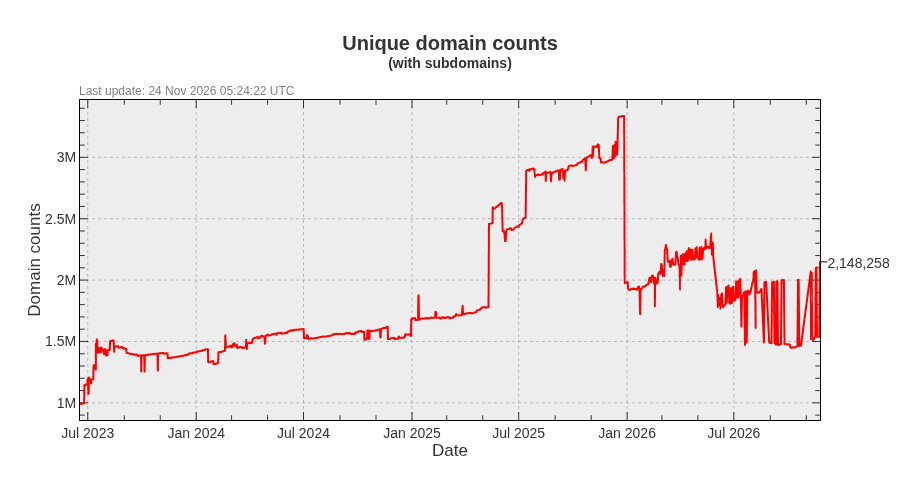 Unique domain counts
(with subdomains)
Last update: 24 Nov 2026 05:24:22 UTC
3M
2.5M
2M
1.5M
1M
Domain counts
2,148,258
Jul 2023
Jan 2024
Jul 2024
Jan 2025
Jul 2025
Jan 2026
Jul 2026
Date